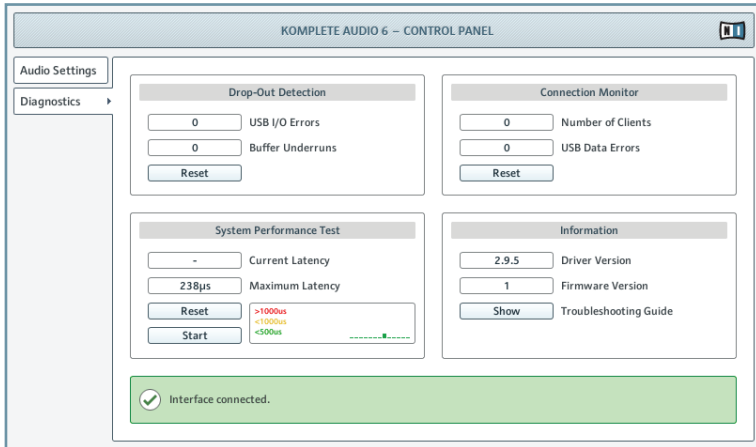 KOMPLETE AUDIO 6 – CONTROL PANEL
NI
Audio Settings
Diagnostics
Drop-Out Detection
0 USB I/O Errors
0 Buffer Underruns
Reset
Connection Monitor
0 Number of Clients
0 USB Data Errors
Reset
System Performance Test
- Current Latency
238µs Maximum Latency
Reset
Start
>1000us
<1000us
<500us
Information
2.9.5 Driver Version
1 Firmware Version
Show Troubleshooting Guide
Interface connected.